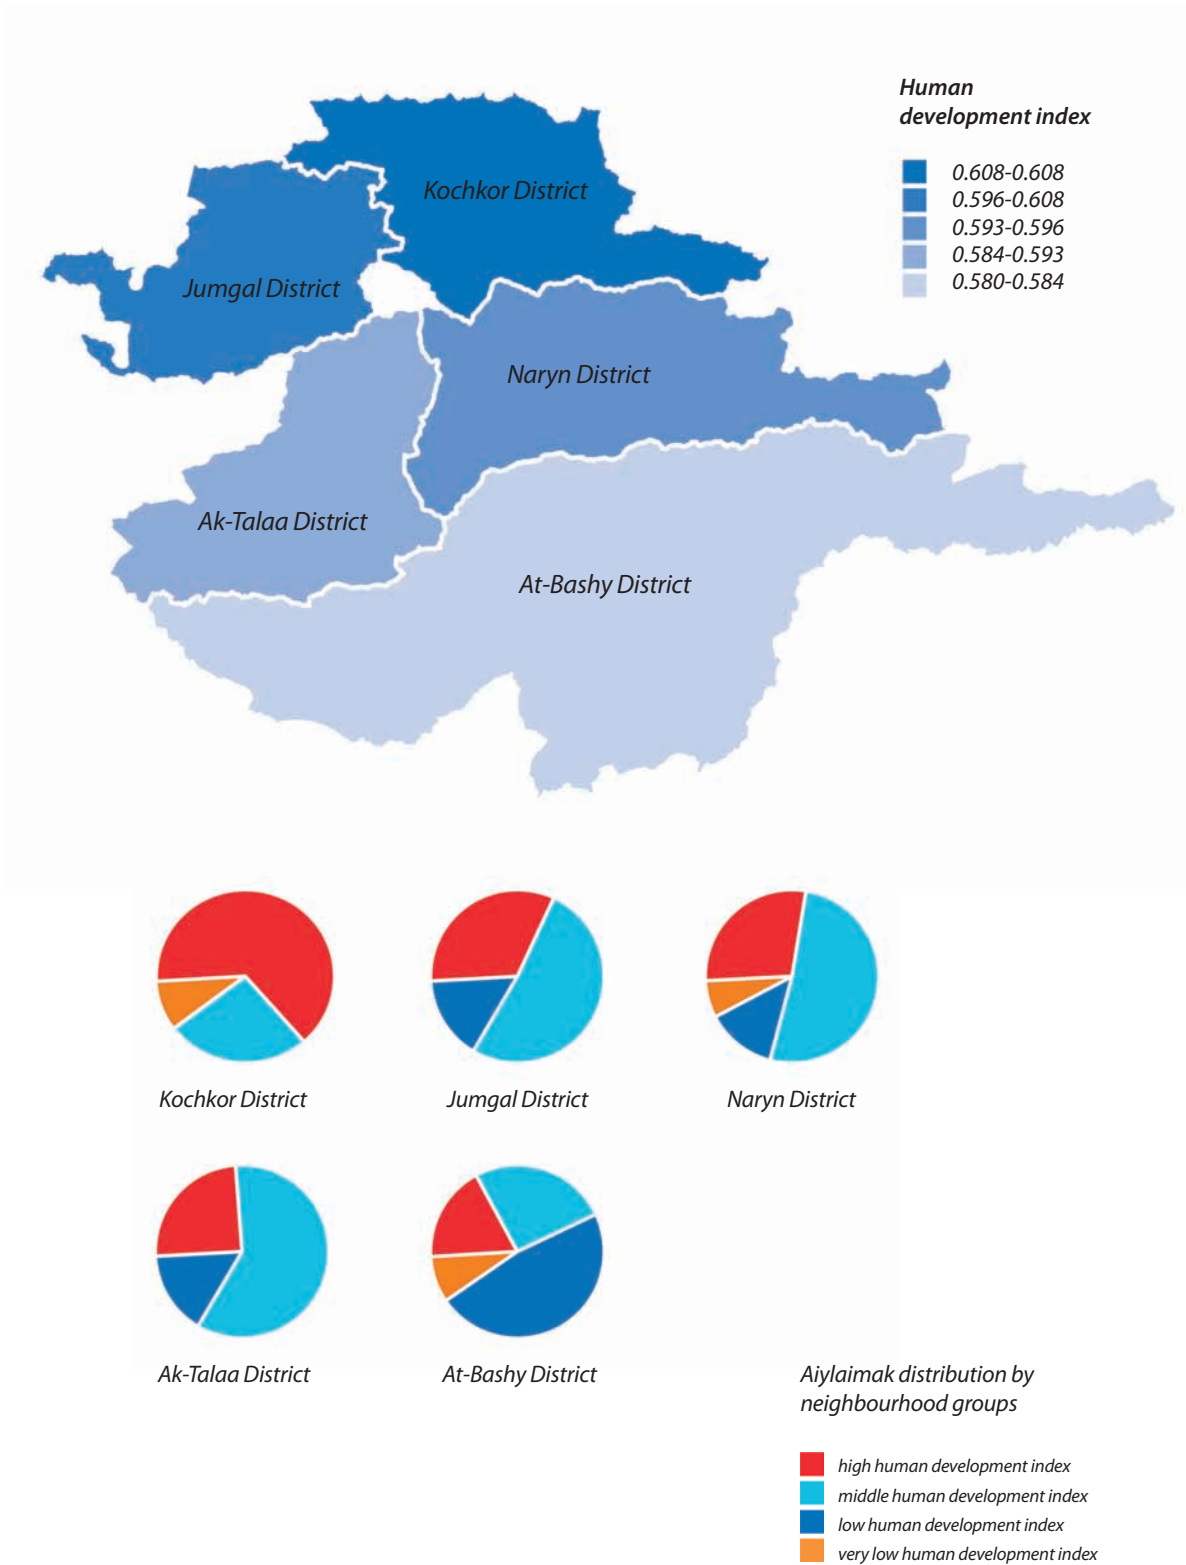 Human
development index
0.608-0.608
0.596-0.608
0.593-0.596
0.584-0.593
0.580-0.584
Kochkor District
Jumgal District
Naryn District
Ak-Talaa District
At-Bashy District
Kochkor District
Jumgal District
Naryn District
Ak-Talaa District
At-Bashy District
Aiylaimak distribution by
neighbourhood groups
high human development index
middle human development index
low human development index
very low human development index